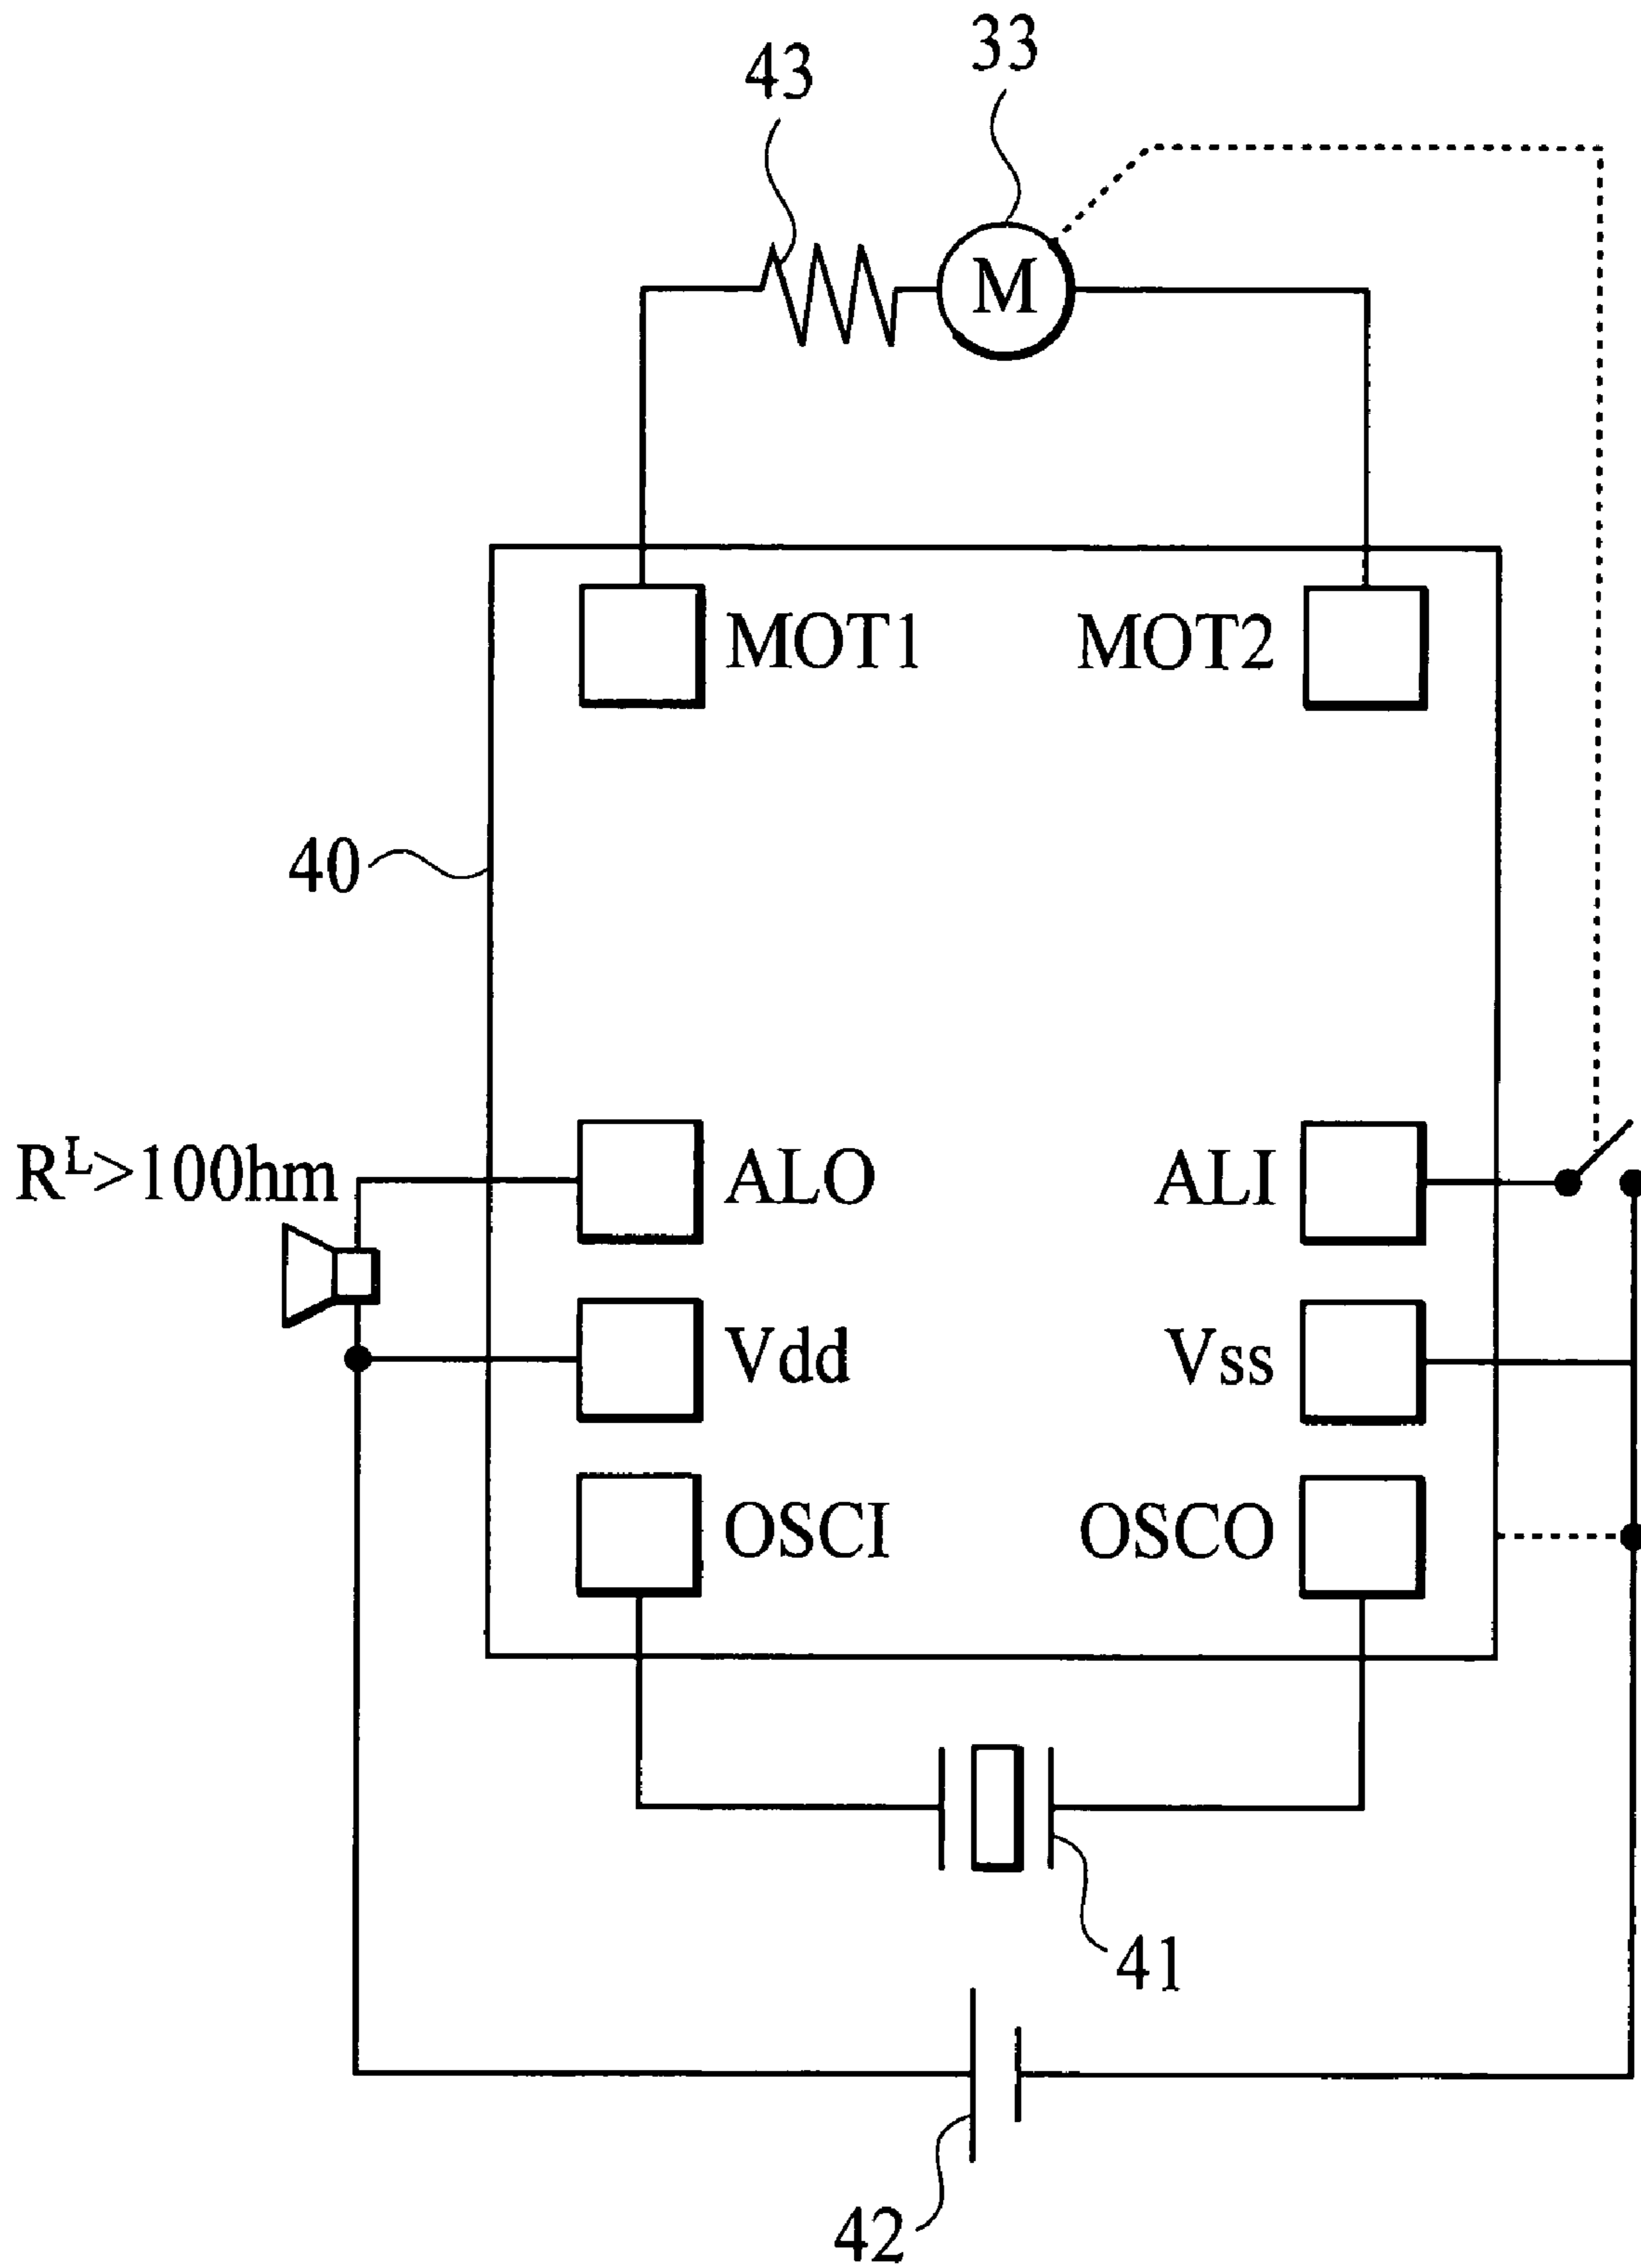 33
43
M
MOT1 MOT2
40
R^L>100hm
ALO ALI
Vdd Vss
OSCI OSCO
41
42